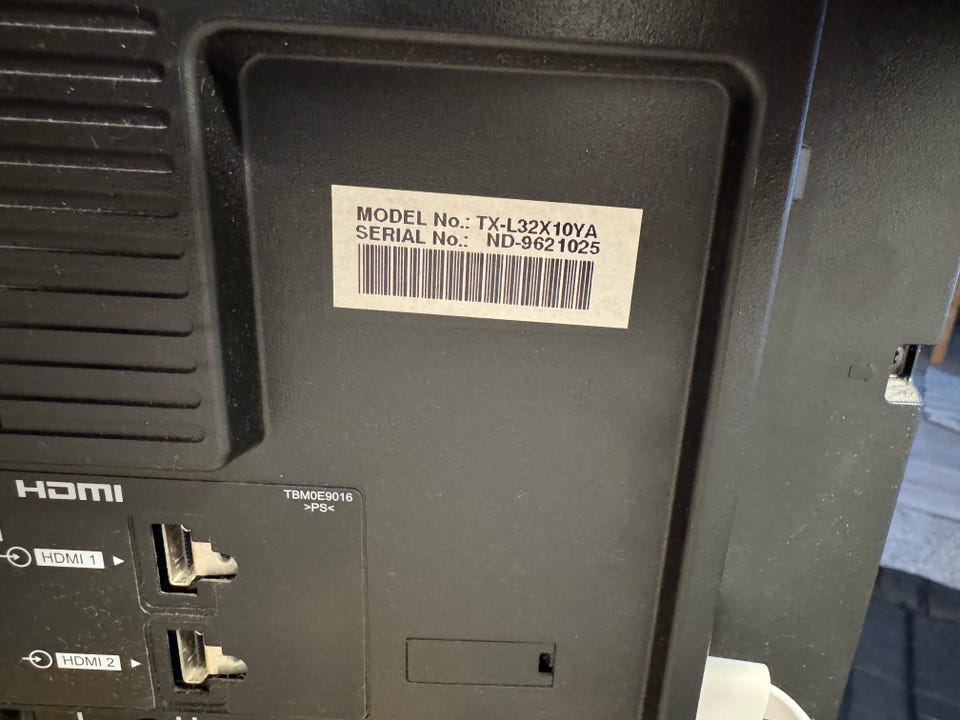 MODEL No.: TX-L32X10YA
SERIAL No.: ND-9621025
HDMI
TBM0E9016
>PS<
HDMI 1
HDMI 2